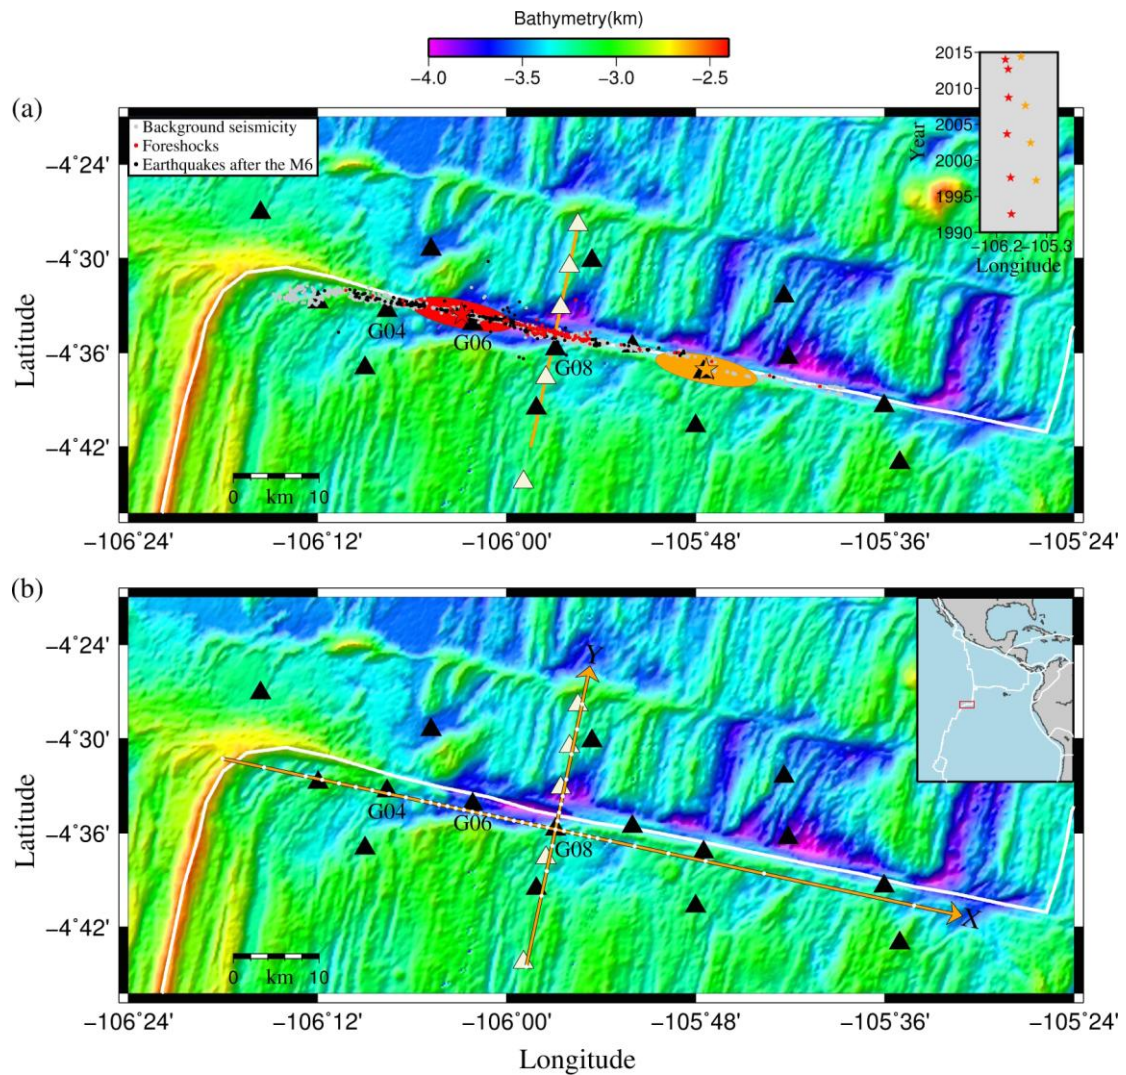 Bathymetry(km)
−4.0 −3.5 −3.0 −2.5
(a)
Background seismicity
Foreshocks
Earthquakes after the M6
2015
2010
2005
2000
1995
1990
Year
−106.2 −105.3
Longitude
−4˚24'
−4˚30'
−4˚36'
−4˚42'
Latitude
G04
G06
G08
0 km 10
−106˚24' −106˚12' −106˚00' −105˚48' −105˚36' −105˚24'
(b)
−4˚24'
−4˚30'
−4˚36'
−4˚42'
Latitude
Y
G04
G06
G08
X
0 km 10
−106˚24' −106˚12' −106˚00' −105˚48' −105˚36' −105˚24'
Longitude